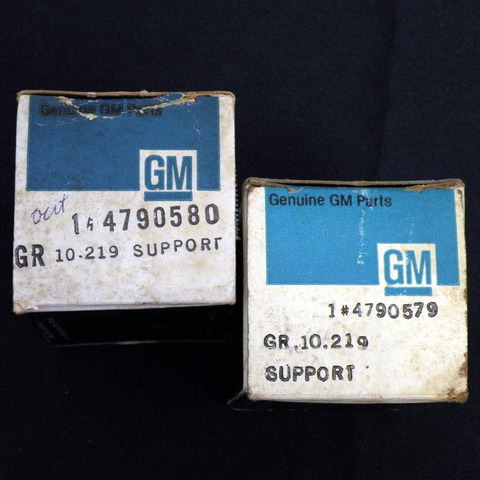 Genuine GM Parts
GM
out
1# 4790580
GR 10.219 SUPPORT
Genuine GM Parts
GM
1#4790579
GR.10.219
SUPPORT